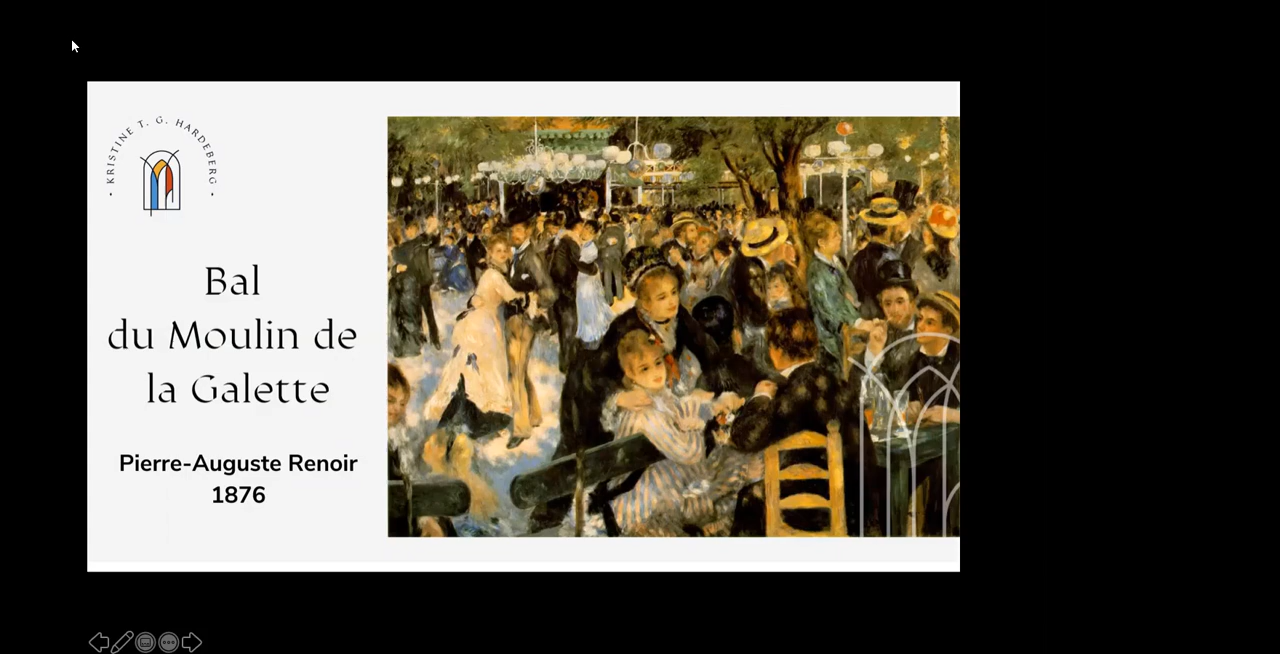 • KRISTINE T. G. HARDEBERG •
Bal
du Moulin de
la Galette
Pierre-Auguste Renoir
1876